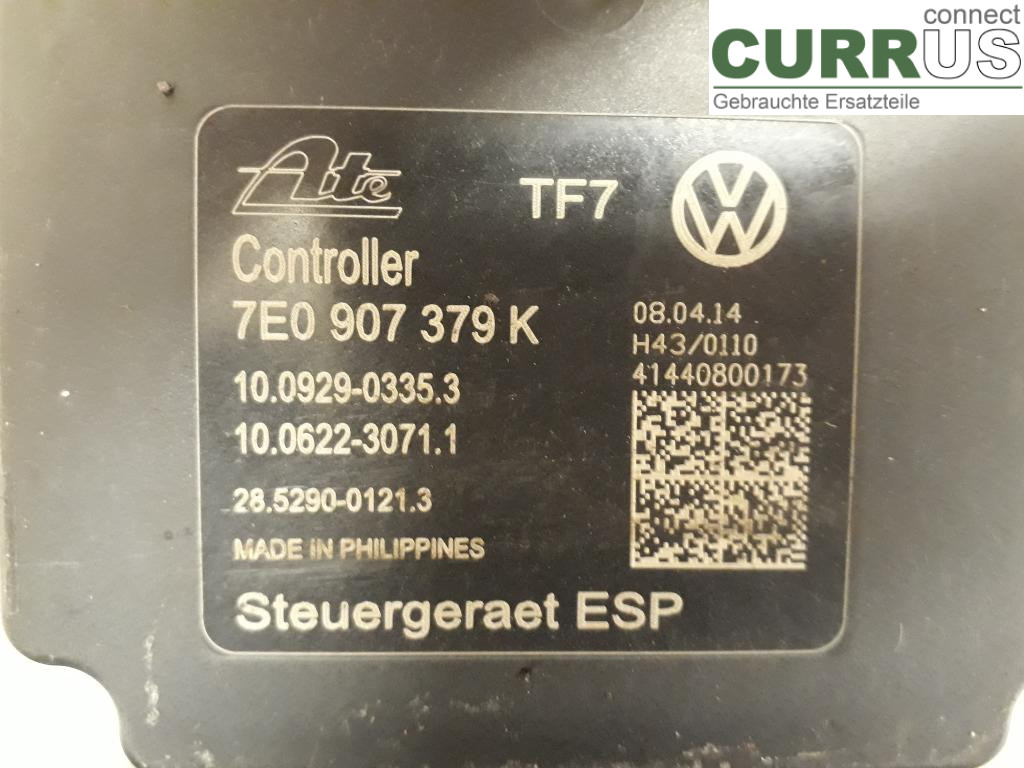 connect
CURRUS
Gebrauchte Ersatzteile
Ate
TF7
VW
Controller
7E0 907 379 K
08.04.14
H43/0110
41440800173
10.0929-0335.3
10.0622-3071.1
28.5290-0121.3
MADE IN PHILIPPINES
Steuergeraet ESP